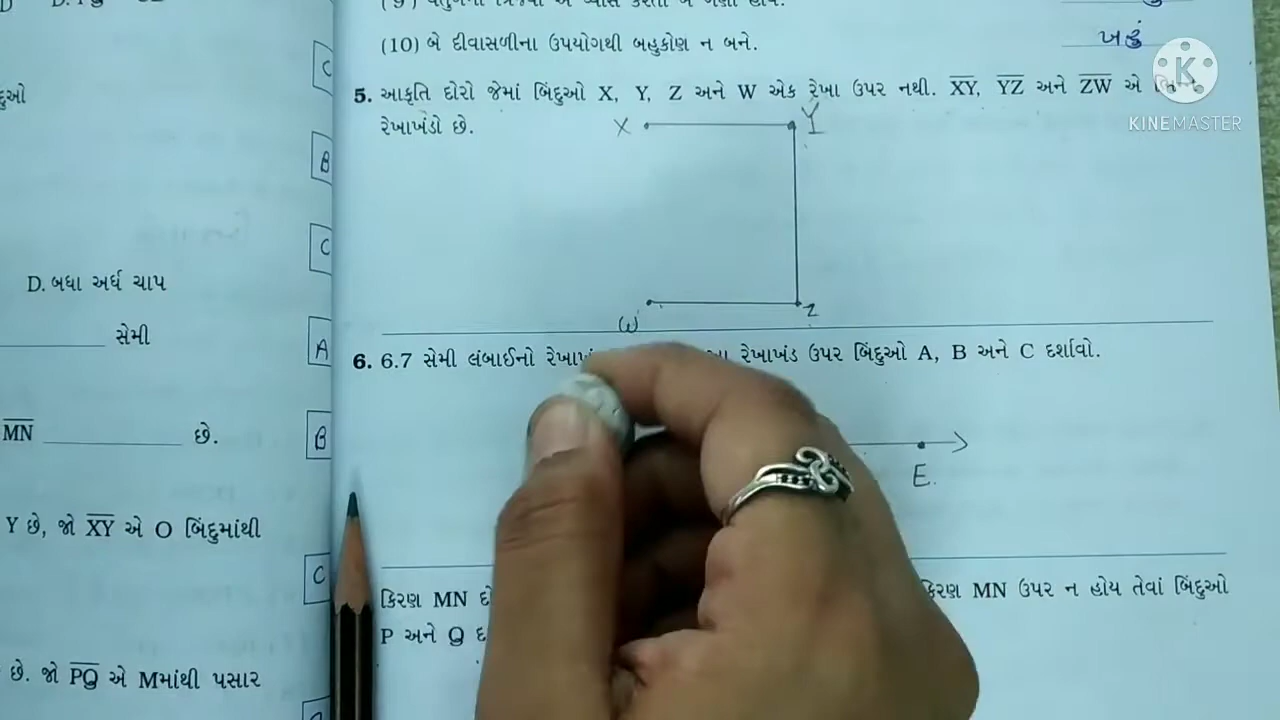 (10) બે દીવાસળીના ઉપયોગથી બહુકોણ ન બને.
ખરું
5. આકૃતિ દોરો જેમાં બિંદુઓ X, Y, Z અને W એક રેખા ઉપર નથી. XY, YZ અને ZW એ
રેખાખંડો છે.
KINEMASTER
X
Y
W
Z
6. 6.7 સેમી લંબાઈનો રેખાખંડ ઉપર બિંદુઓ A, B અને C દર્શાવો.
E.
કિરણ MN
કિરણ MN ઉપર ન હોય તેવાં બિંદુઓ
P અને Q
C
B
C
D. બધા અર્ધ ચાપ
A
સેમી
B
MN ____________ છે.
Y છે, જો XY એ O બિંદુમાંથી
C
છે. જો PQ એ Mમાંથી પસાર